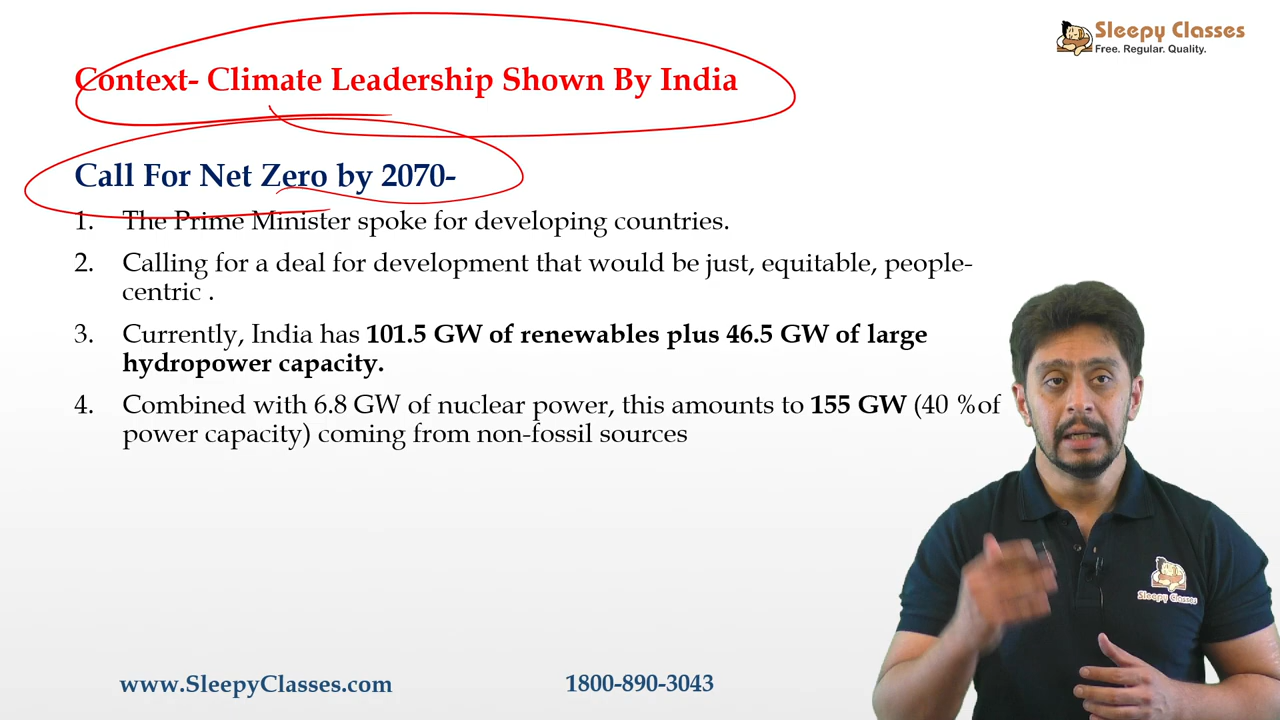 Sleepy Classes
Free. Regular. Quality.
Context- Climate Leadership Shown By India
Call For Net Zero by 2070-
1. The Prime Minister spoke for developing countries.
2. Calling for a deal for development that would be just, equitable, people-
centric .
3. Currently, India has 101.5 GW of renewables plus 46.5 GW of large
hydropower capacity.
4. Combined with 6.8 GW of nuclear power, this amounts to 155 GW (40 %of
power capacity) coming from non-fossil sources
Sleepy Classes
www.SleepyClasses.com
1800-890-3043